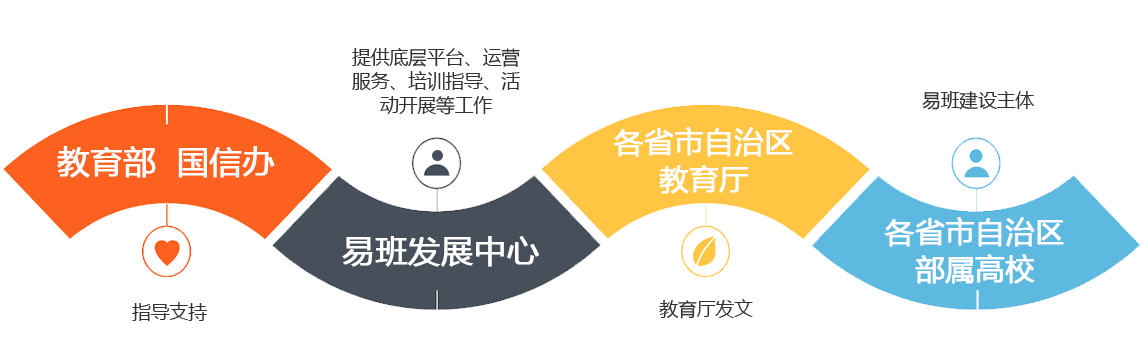 教育部 国信办
指导支持
提供底层平台、运营
服务、培训指导、活
动开展等工作
易班发展中心
各省市自治区
教育厅
教育厅发文
易班建设主体
各省市自治区
部属高校